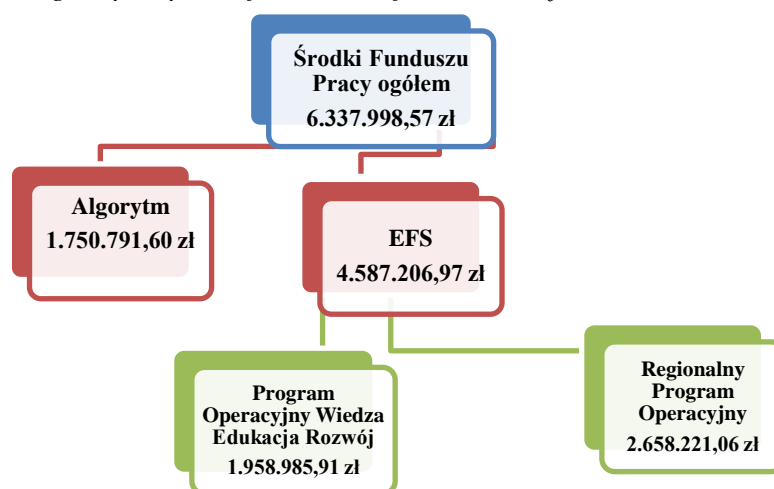 Środki Funduszu
Pracy ogółem
6.337.998,57 zł
Algorytm
1.750.791,60 zł
EFS
4.587.206,97 zł
Program
Operacyjny Wiedza
Edukacja Rozwój
1.958.985,91 zł
Regionalny
Program
Operacyjny
2.658.221,06 zł